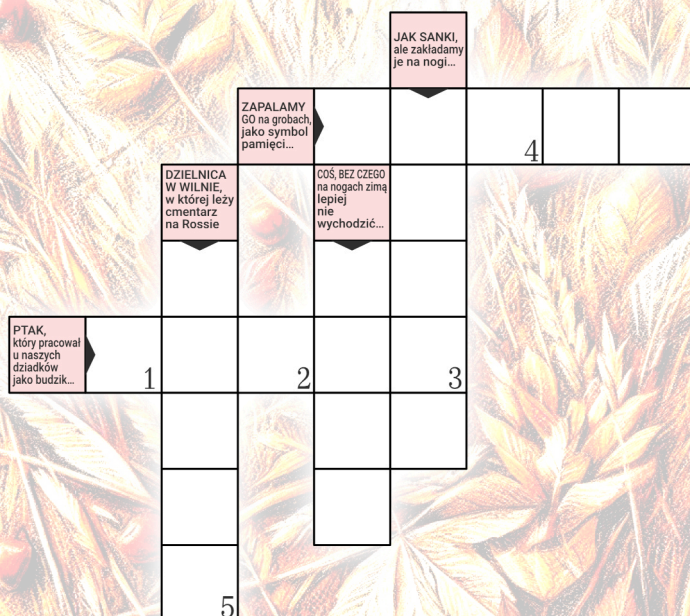 JAK SANKI,
ale zakładamy
je na nogi...
ZAPALAMY
GO na grobach,
jako symbol
pamięci...
4
DZIELNICA
W WILNIE,
w której leży
cmentarz
na Rossie
COŚ, BEZ CZEGO
na nogach zimą
lepiej
nie
wychodzić...
PTAK,
który pracował
u naszych
dziadków
jako budzik...
1
2
3
5